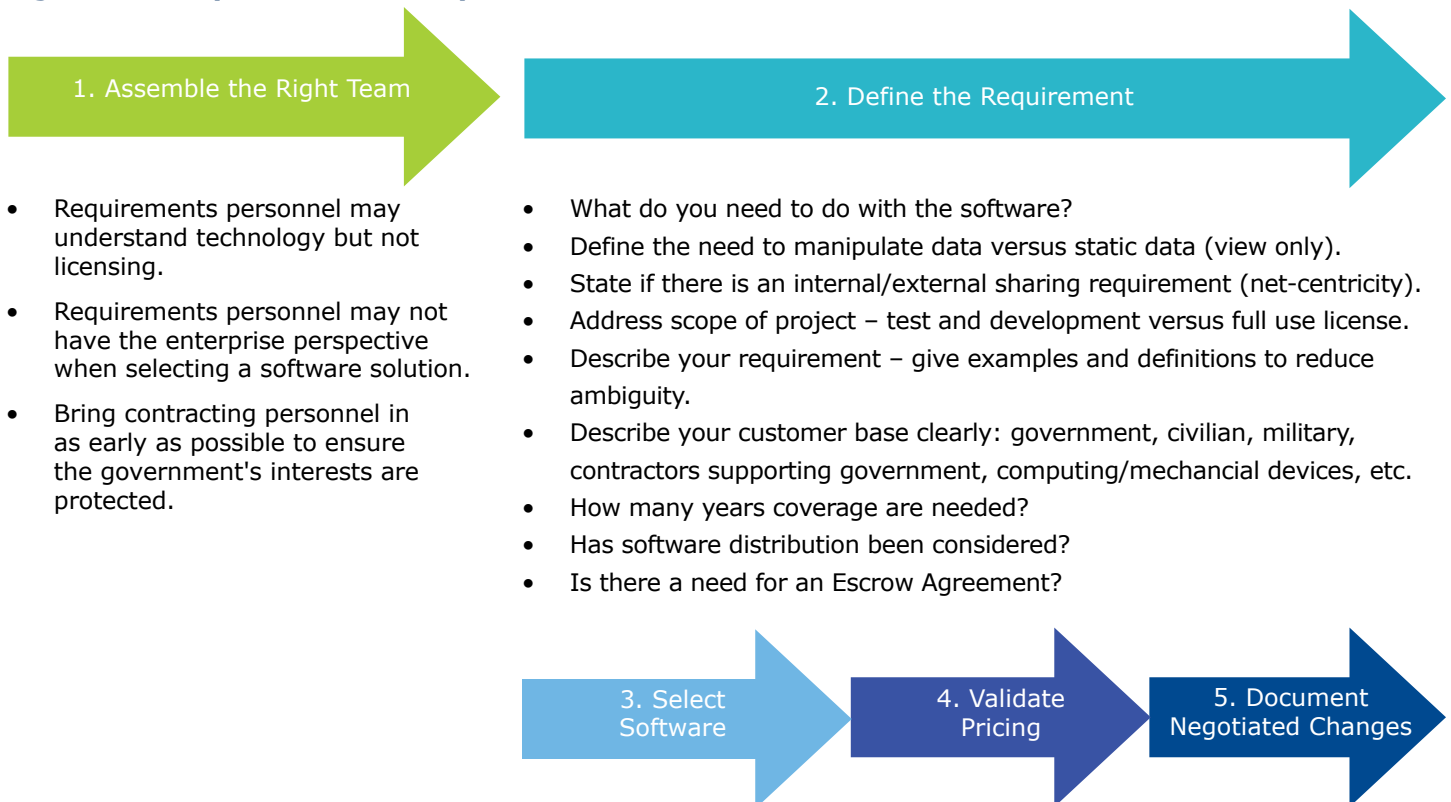 1. Assemble the Right Team
2. Define the Requirement
• Requirements personnel may
understand technology but not
licensing.
• Requirements personnel may not
have the enterprise perspective
when selecting a software solution.
• Bring contracting personnel in
as early as possible to ensure
the government's interests are
protected.
• What do you need to do with the software?
• Define the need to manipulate data versus static data (view only).
• State if there is an internal/external sharing requirement (net-centricity).
• Address scope of project – test and development versus full use license.
• Describe your requirement – give examples and definitions to reduce
ambiguity.
• Describe your customer base clearly: government, civilian, military,
contractors supporting government, computing/mechancial devices, etc.
• How many years coverage are needed?
• Has software distribution been considered?
• Is there a need for an Escrow Agreement?
3. Select
Software
4. Validate
Pricing
5. Document
Negotiated Changes